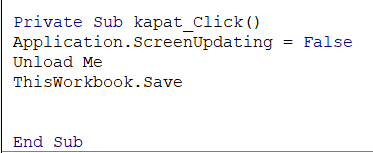 Private Sub kapat_Click()
Application.ScreenUpdating = False
Unload Me
ThisWorkbook.Save
End Sub